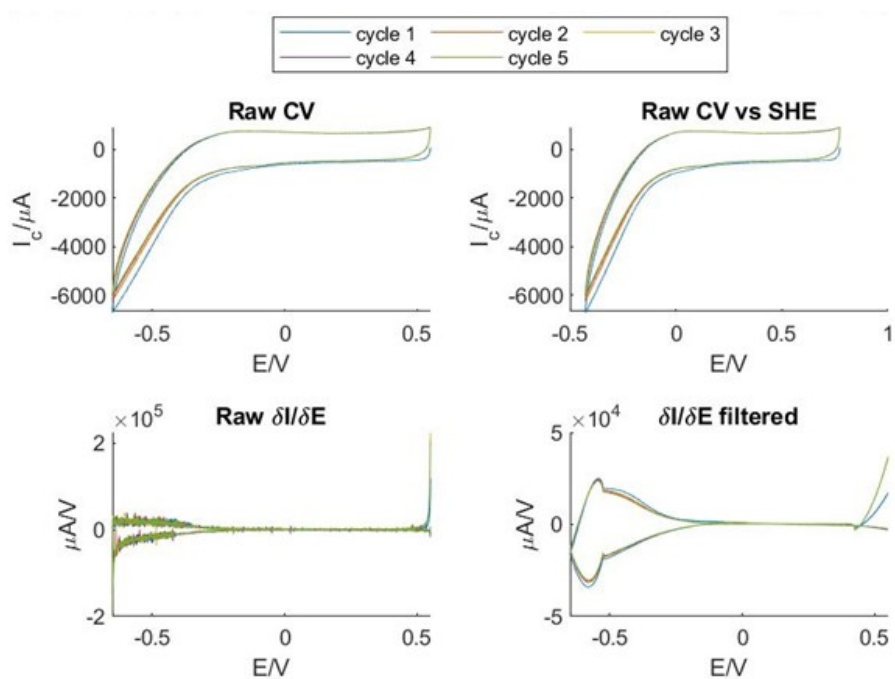 cycle 1 cycle 2 cycle 3
cycle 4 cycle 5
Raw CV
I_c/μA
0
-2000
-4000
-6000
-0.5 0 0.5
E/V
Raw CV vs SHE
I_c/μA
0
-2000
-4000
-6000
-0.5 0 0.5 1
E/V
×10^5
Raw δI/δE
μA/V
2
0
-2
-0.5 0 0.5
E/V
×10^4
δI/δE filtered
μA/V
5
0
-5
-0.5 0 0.5
E/V